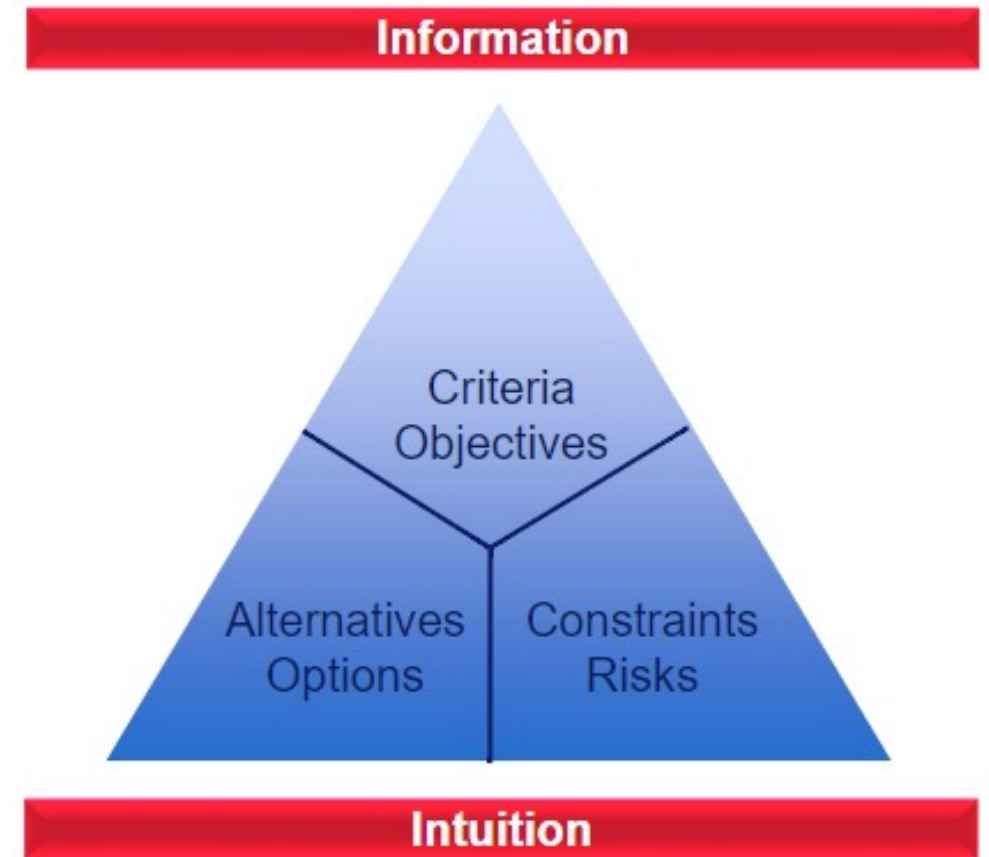 Information
Criteria
Objectives
Alternatives
Options
Constraints
Risks
Intuition